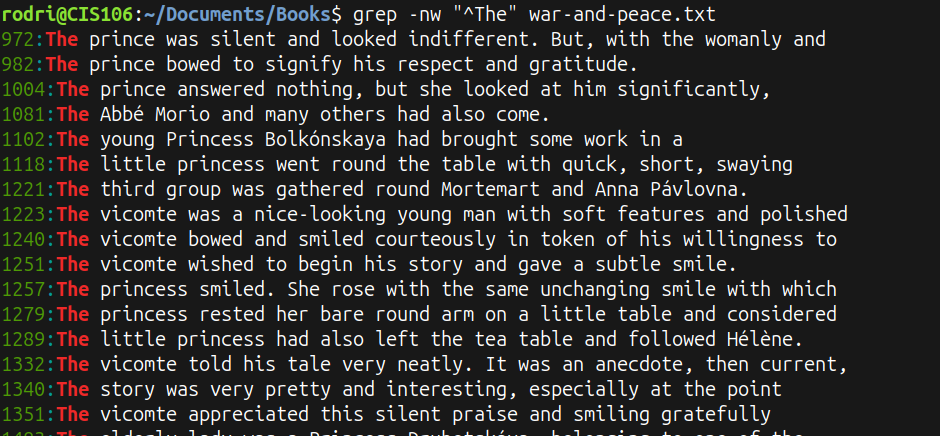 rodri@CIS106:~/Documents/Books$ grep -nw "^The" war-and-peace.txt
972:The prince was silent and looked indifferent. But, with the womanly and
982:The prince bowed to signify his respect and gratitude.
1004:The prince answered nothing, but she looked at him significantly,
1081:The Abbé Morio and many others had also come.
1102:The young Princess Bolkónskaya had brought some work in a
1118:The little princess went round the table with quick, short, swaying
1221:The third group was gathered round Mortemart and Anna Pávlovna.
1223:The vicomte was a nice-looking young man with soft features and polished
1240:The vicomte bowed and smiled courteously in token of his willingness to
1251:The vicomte wished to begin his story and gave a subtle smile.
1257:The princess smiled. She rose with the same unchanging smile with which
1279:The princess rested her bare round arm on a little table and considered
1289:The little princess had also left the tea table and followed Hélène.
1332:The vicomte told his tale very neatly. It was an anecdote, then current,
1340:The story was very pretty and interesting, especially at the point
1351:The vicomte appreciated this silent praise and smiling gratefully